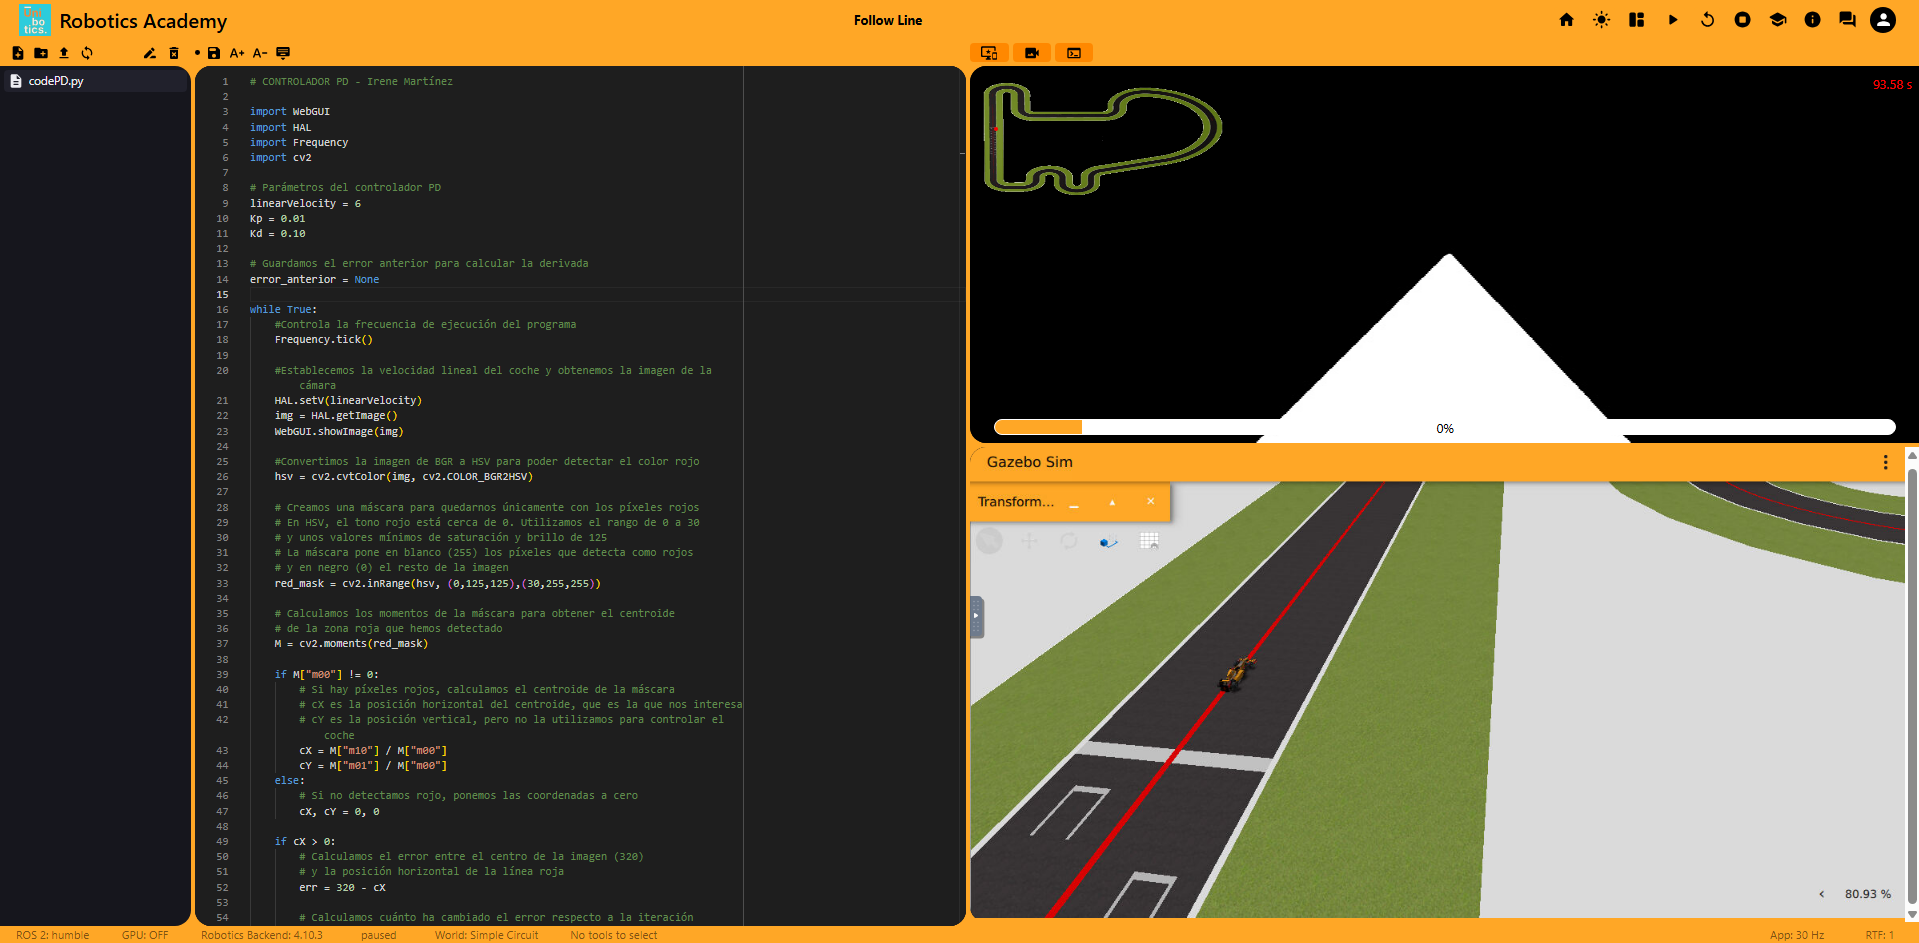 bo
tics.
Robotics Academy
Follow Line
A+ A-
codePD.py
1 # CONTROLADOR PD - Irene Martínez
2
3 import WebGUI
4 import HAL
5 import Frequency
6 import cv2
7
8 # Parámetros del controlador PD
9 linearVelocity = 6
10 Kp = 0.01
11 Kd = 0.10
12
13 # Guardamos el error anterior para calcular la derivada
14 error_anterior = None
15
16 while True:
17 #Controla la frecuencia de ejecución del programa
18 Frequency.tick()
19
20 #Establecemos la velocidad lineal del coche y obtenemos la imagen de la
cámara
21 HAL.setV(linearVelocity)
22 img = HAL.getImage()
23 WebGUI.showImage(img)
24
25 #Convertimos la imagen de BGR a HSV para poder detectar el color rojo
26 hsv = cv2.cvtColor(img, cv2.COLOR_BGR2HSV)
27
28 # Creamos una máscara para quedarnos únicamente con los píxeles rojos
29 # En HSV, el tono rojo está cerca de 0. Utilizamos el rango de 0 a 30
30 # y unos valores mínimos de saturación y brillo de 125
31 # La máscara pone en blanco (255) los píxeles que detecta como rojos
32 # y en negro (0) el resto de la imagen
33 red_mask = cv2.inRange(hsv, (0,125,125),(30,255,255))
34
35 # Calculamos los momentos de la máscara para obtener el centroide
36 # de la zona roja que hemos detectado
37 M = cv2.moments(red_mask)
38
39 if M["m00"] != 0:
40 # Si hay píxeles rojos, calculamos el centroide de la máscara
41 # cX es la posición horizontal del centroide, que es la que nos interesa
42 # cY es la posición vertical, pero no la utilizamos para controlar el
coche
43 cX = M["m10"] / M["m00"]
44 cY = M["m01"] / M["m00"]
45 else:
46 # Si no detectamos rojo, ponemos las coordenadas a cero
47 cX, cY = 0, 0
48
49 if cX > 0:
50 # Calculamos el error entre el centro de la imagen (320)
51 # y la posición horizontal de la línea roja
52 err = 320 - cX
53
54 # Calculamos cuánto ha cambiado el error respecto a la iteración
93.58 s
0%
Gazebo Sim
Transform...
80.93 %
ROS 2: humble
GPU: OFF
Robotics Backend: 4.10.3
paused
World: Simple Circuit
No tools to select
App: 30 Hz
RTF: 1